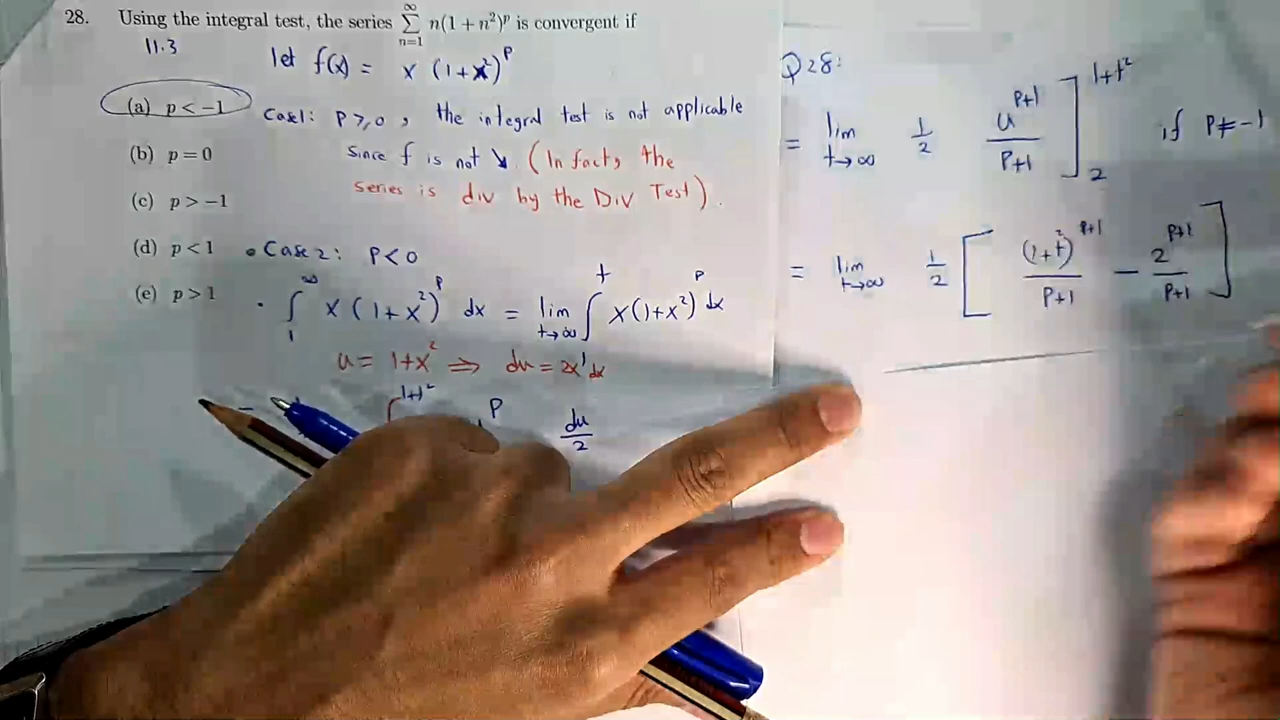 28. Using the integral test, the series ∑_{n=1}^{∞} n(1 + n²)^p is convergent if
11.3
let f(x) = x (1+x²)^p
(a) p < −1
Case1: P ≥ 0, the integral test is not applicable
since f is not ↘. (In fact, the
series is div by the Div Test).
(b) p = 0
(c) p > −1
(d) p < 1
(e) p > 1
• Case 2: P<0
• ∫_1^∞ x (1+x²)^p dx = lim_{t→∞} ∫^t x(1+x²)^p dx
u = 1+x² ⇒ du = 2x' dx
1+t²
P du/2
Q28:
= lim_{t→∞} 1/2 u^{P+1}/(P+1) ]_2^{1+t²} if P≠-1
= lim_{t→∞} 1/2 [ (1+t²)^{P+1}/(P+1) − 2^{P+1}/(P+1) ]